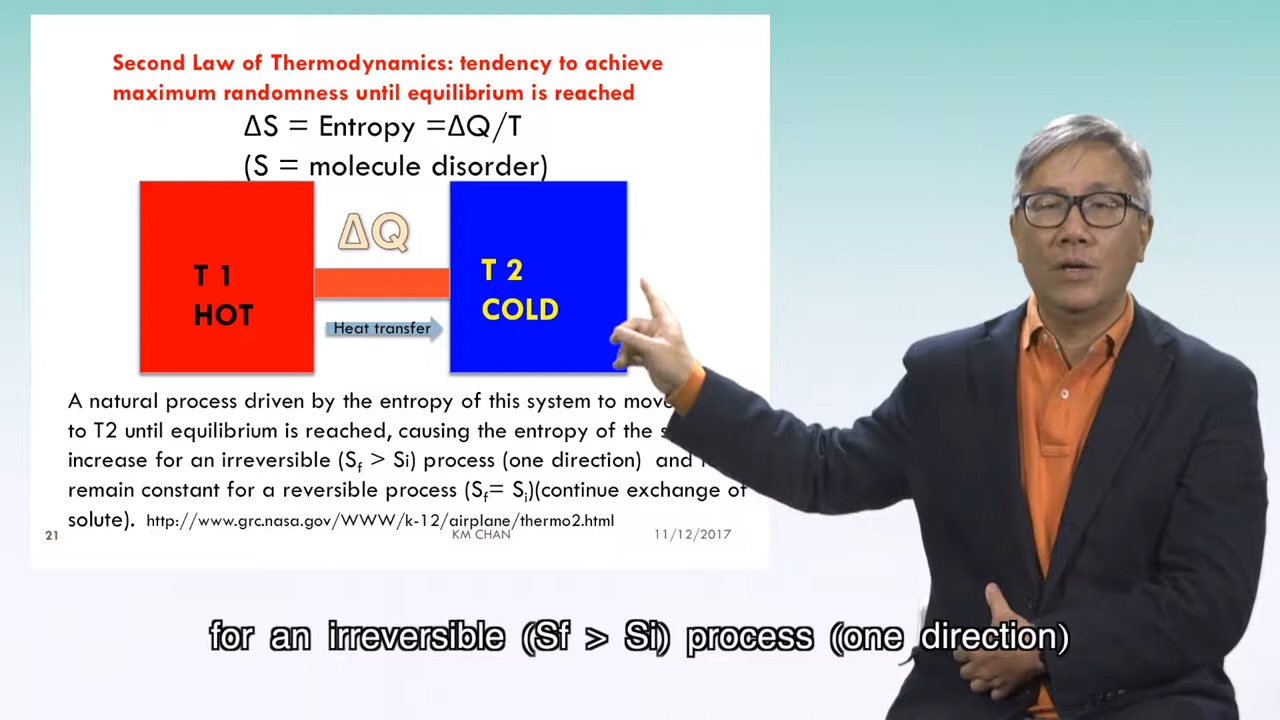 Second Law of Thermodynamics: tendency to achieve
maximum randomness until equilibrium is reached
ΔS = Entropy =ΔQ/T
(S = molecule disorder)
ΔQ
T 1
HOT
T 2
COLD
Heat transfer
A natural process driven by the entropy of this system to move
to T2 until equilibrium is reached, causing the entropy of the
increase for an irreversible (Sf > Si) process (one direction) and
remain constant for a reversible process (Sf= Si)(continue exchange of
solute). http://www.grc.nasa.gov/WWW/k-12/airplane/thermo2.html
21
KM CHAN
11/12/2017
for an irreversible (Sf > Si) process (one direction)